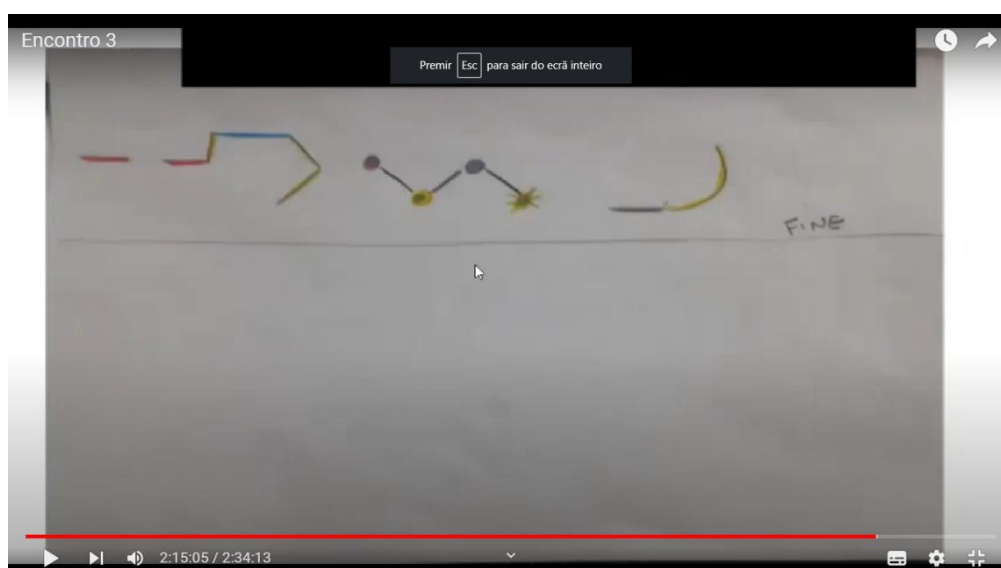 Encontro 3
Premir Esc para sair do ecrã inteiro
FINE
2:15:05 / 2:34:13